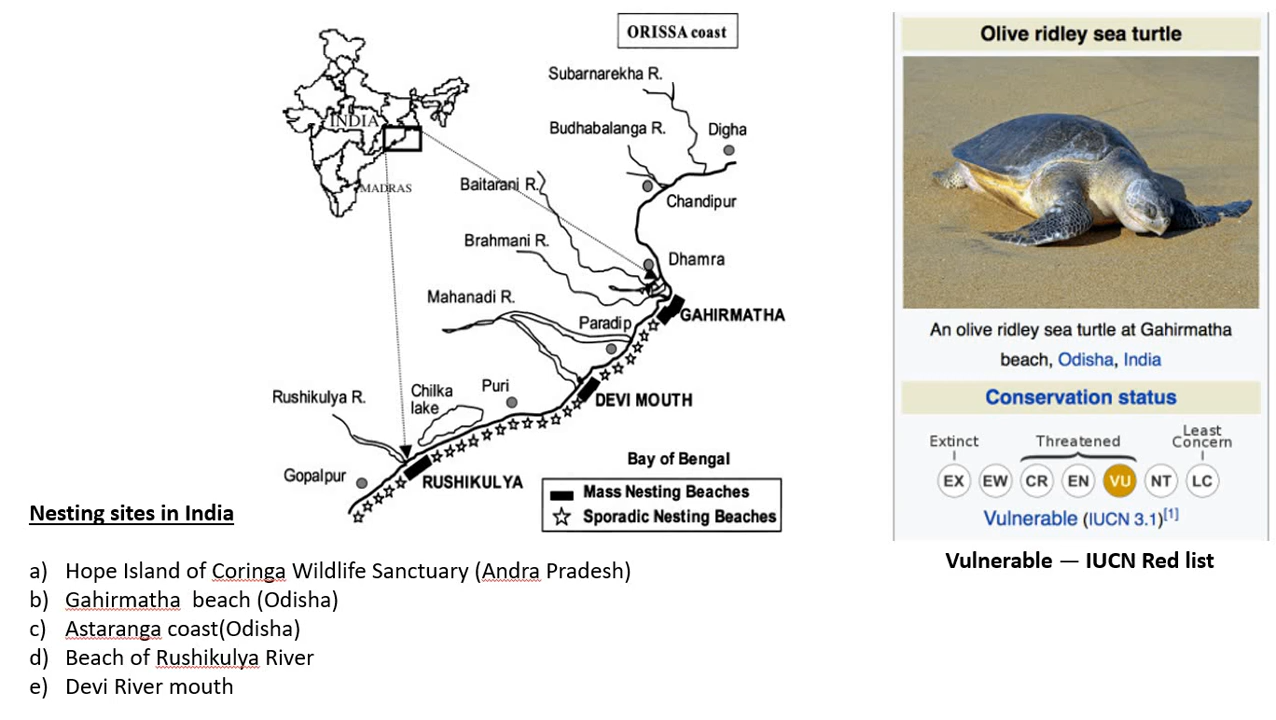 ORISSA coast
Subarnarekha R.
Budhabalanga R.
Digha
INDIA
MADRAS
Baitarani R.
Chandipur
Brahmani R.
Dhamra
Mahanadi R.
GAHIRMATHA
Paradip
Rushikulya R.
Chilka
lake
Puri
DEVI MOUTH
Gopalpur
RUSHIKULYA
Bay of Bengal
Mass Nesting Beaches
Sporadic Nesting Beaches
Olive ridley sea turtle
An olive ridley sea turtle at Gahirmatha
beach, Odisha, India
Conservation status
Extinct
Threatened
Least
Concern
EX EW CR EN VU NT LC
Vulnerable (IUCN 3.1)[1]
Vulnerable — IUCN Red list
Nesting sites in India
a) Hope Island of Coringa Wildlife Sanctuary (Andra Pradesh)
b) Gahirmatha beach (Odisha)
c) Astaranga coast(Odisha)
d) Beach of Rushikulya River
e) Devi River mouth